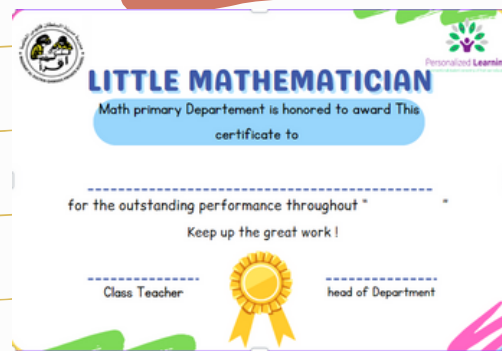 Personalized Learnin
LITTLE MATHEMATICIAN
Math primary Departement is honored to award This
certificate to
for the outstanding performance throughout " "
Keep up the great work !
Class Teacher
head of Department